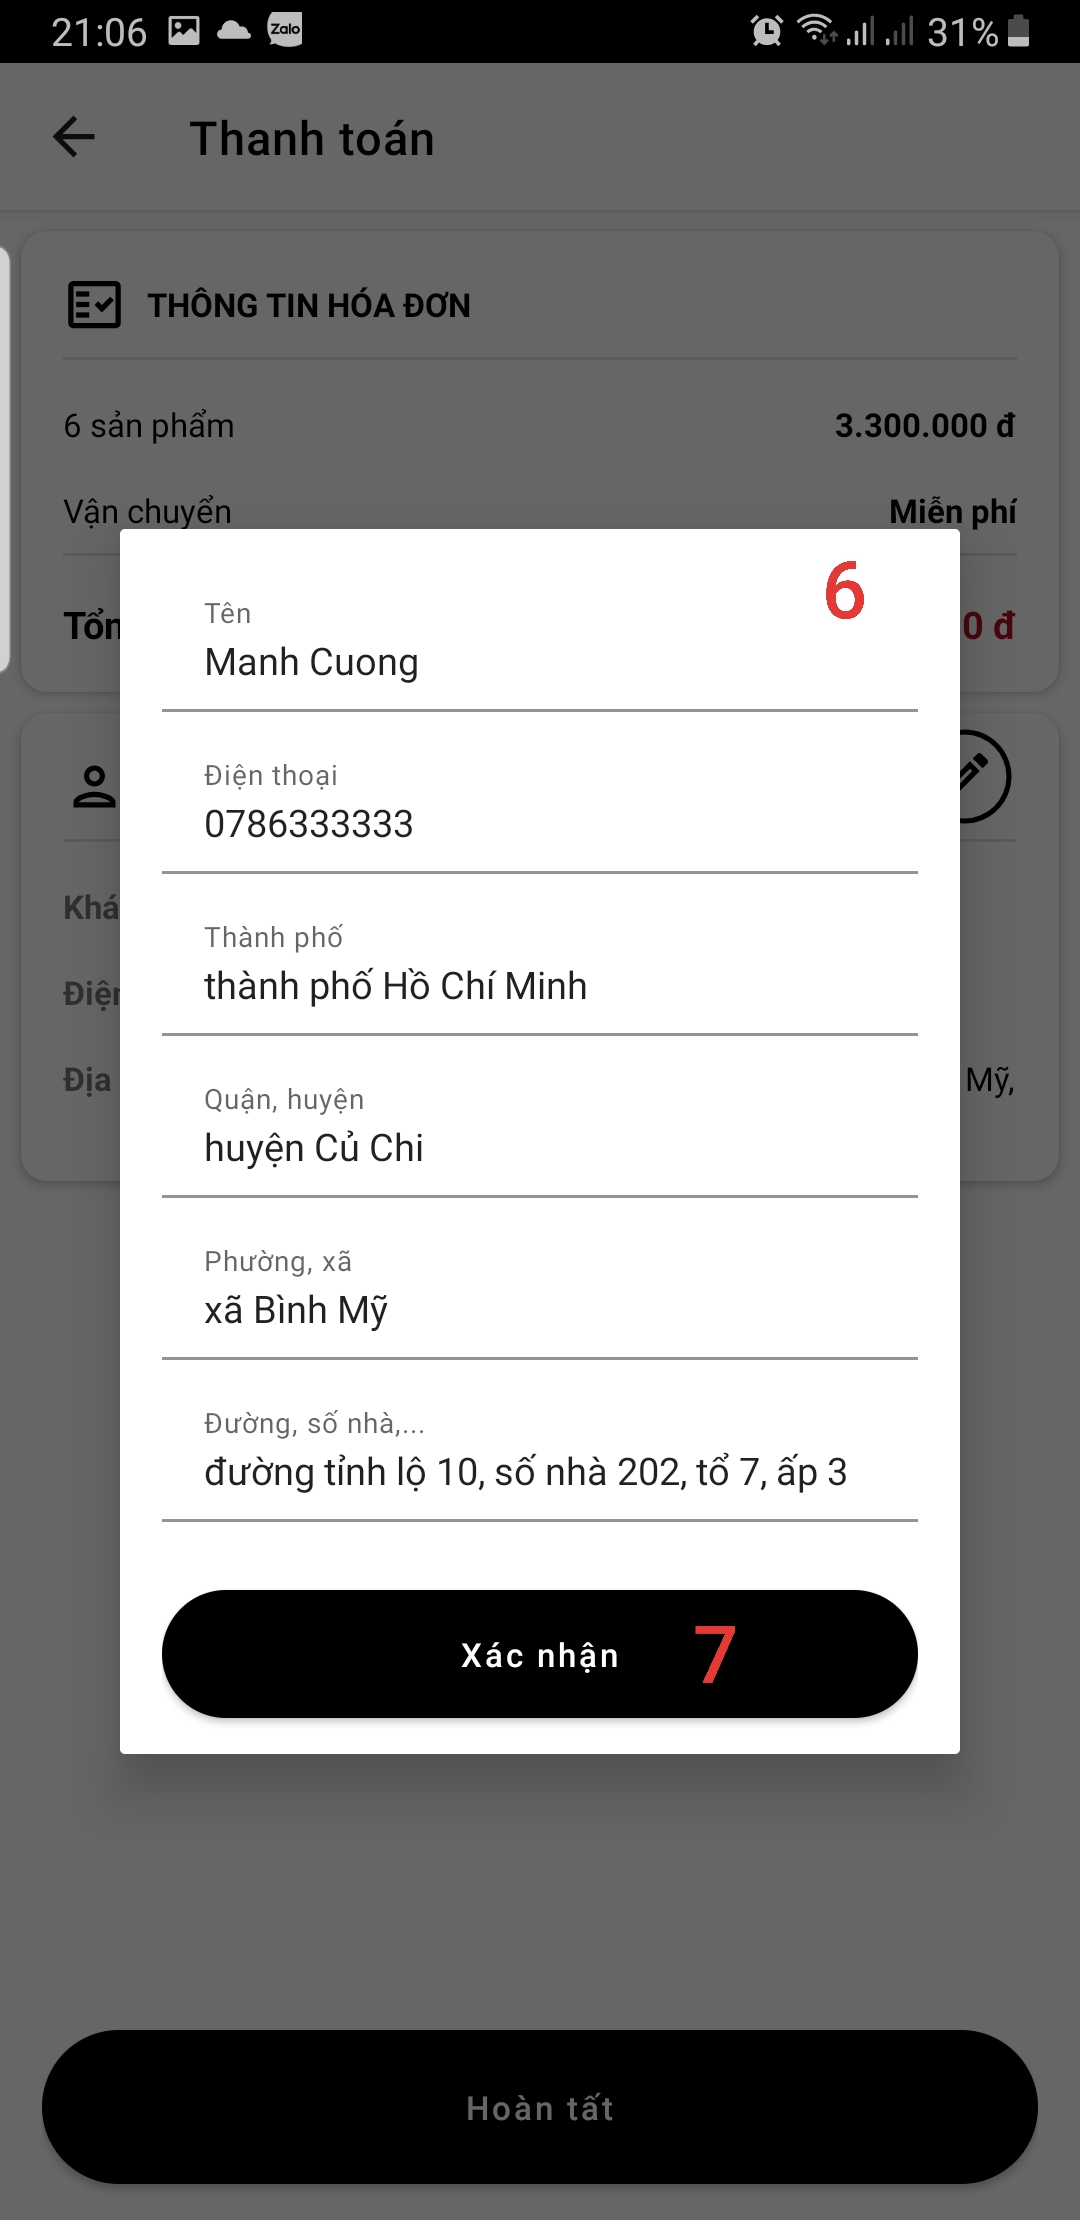 21:06 Zalo 31%
Thanh toán
THÔNG TIN HÓA ĐƠN
6 sản phẩm 3.300.000 đ
Vận chuyển Miễn phí
6
Tên
Tổn 0 đ
Manh Cuong
Điện thoại
0786333333
Khá
Thành phố
thành phố Hồ Chí Minh
Điện
Địa Mỹ,
Quận, huyện
huyện Củ Chi
Phường, xã
xã Bình Mỹ
Đường, số nhà,...
đường tỉnh lộ 10, số nhà 202, tổ 7, ấp 3
Xác nhận 7
Hoàn tất